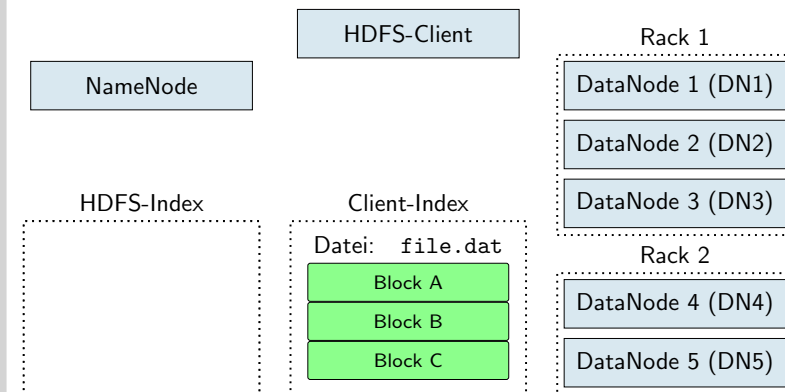 HDFS-Client
NameNode
Rack 1
DataNode 1 (DN1)
DataNode 2 (DN2)
DataNode 3 (DN3)
HDFS-Index
Client-Index
Datei: file.dat
Block A
Block B
Block C
Rack 2
DataNode 4 (DN4)
DataNode 5 (DN5)